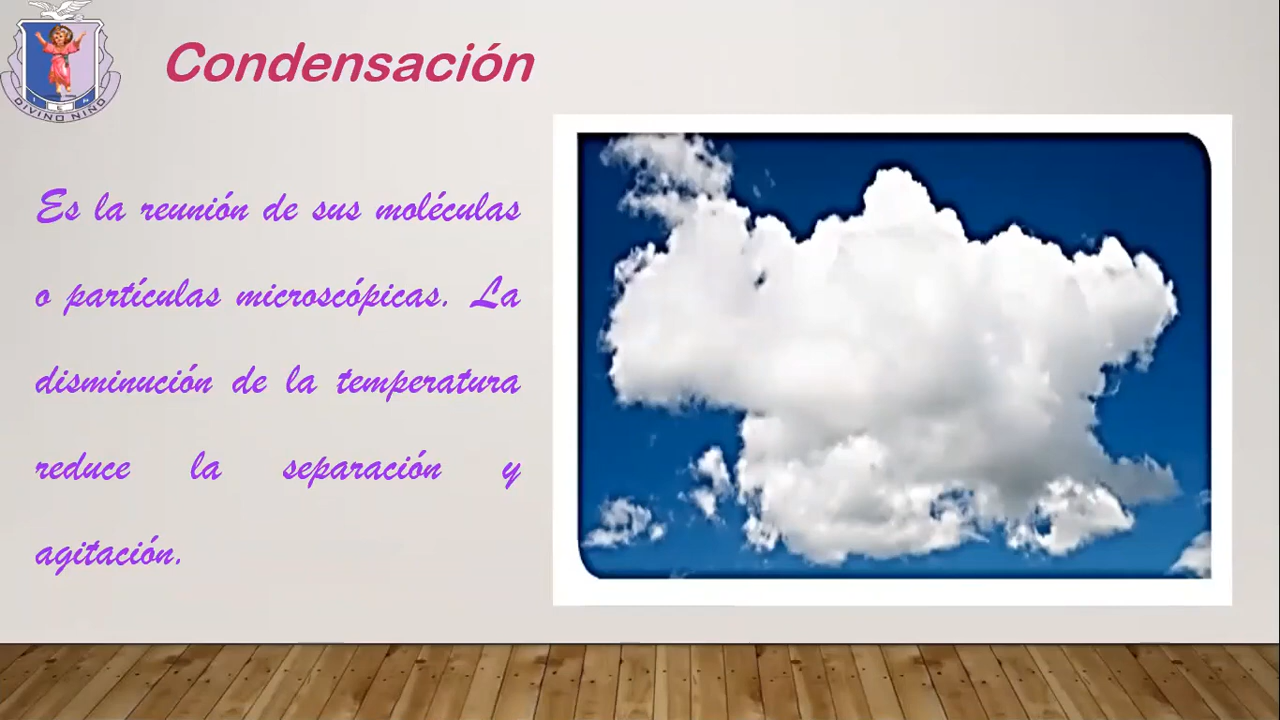 Condensación
Es la reunión de sus moléculas
o partículas microscópicas. La
disminución de la temperatura
reduce la separación y
agitación.
I E N
DIVINO NIÑO